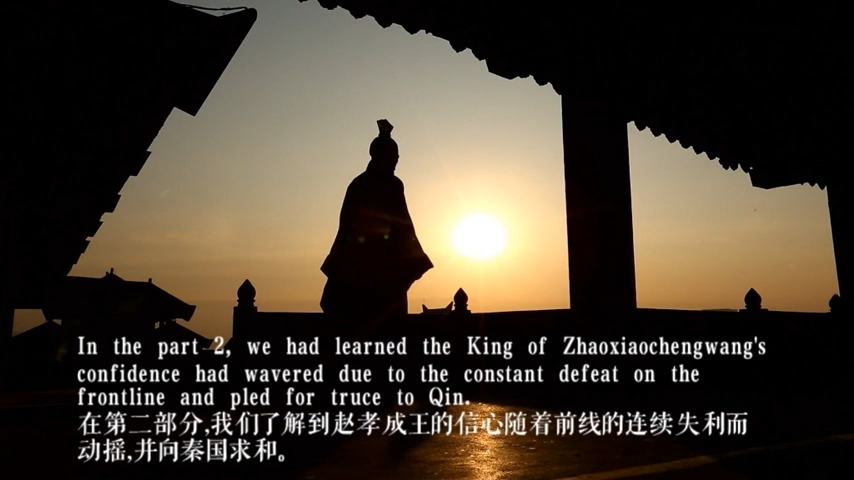 In the part 2, we had learned the King of Zhaoxiaochengwang's
confidence had wavered due to the constant defeat on the
frontline and pled for truce to Qin.
在第二部分,我们了解到赵孝成王的信心随着前线的连续失利而
动摇,并向秦国求和。